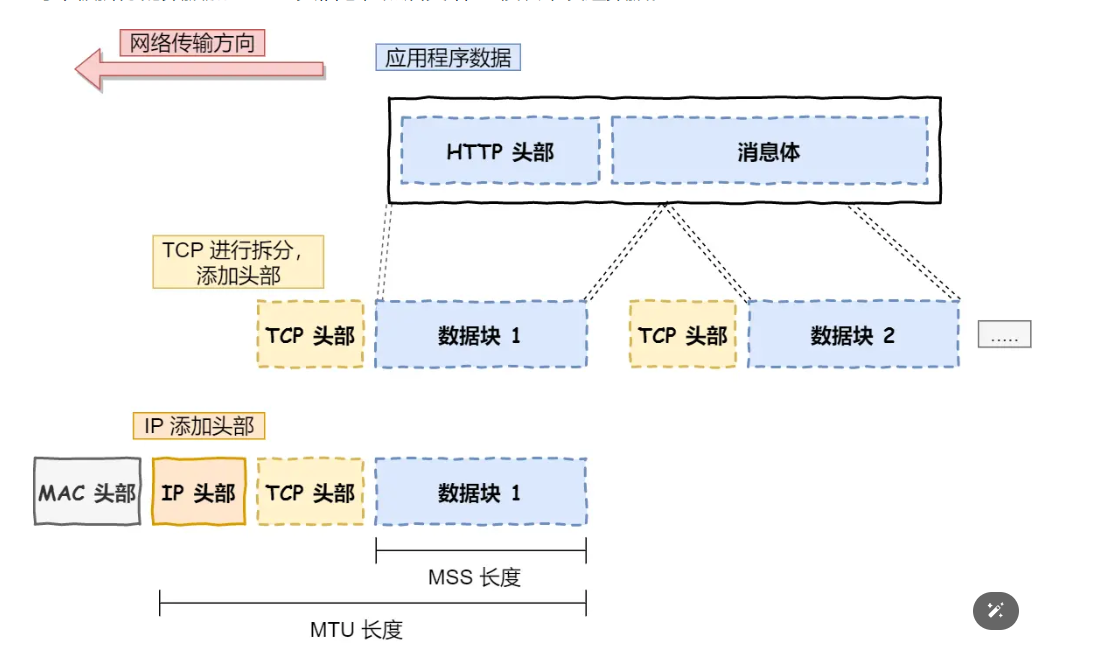 网络传输方向
应用程序数据
HTTP 头部
消息体
TCP 进行拆分，
添加头部
TCP 头部
数据块 1
TCP 头部
数据块 2
.....
IP 添加头部
MAC 头部
IP 头部
TCP 头部
数据块 1
MSS 长度
MTU 长度